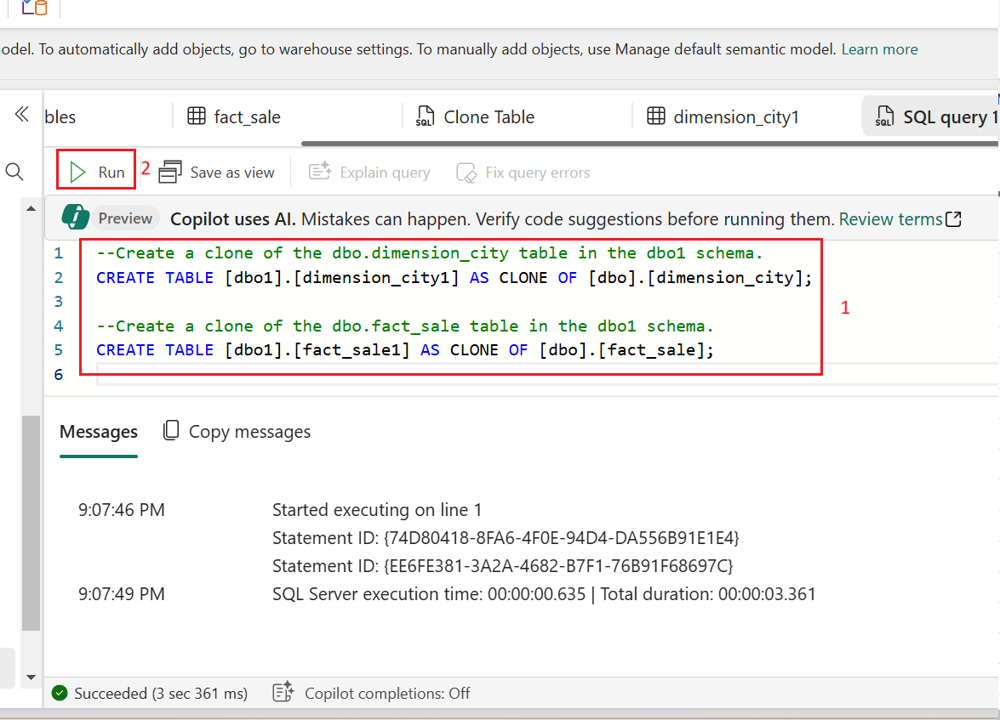 odel. To automatically add objects, go to warehouse settings. To manually add objects, use Manage default semantic model. Learn more
bles fact_sale Clone Table dimension_city1 SQL query 1
Run 2 Save as view Explain query Fix query errors
Preview Copilot uses AI. Mistakes can happen. Verify code suggestions before running them. Review terms
1 --Create a clone of the dbo.dimension_city table in the dbo1 schema.
2 CREATE TABLE [dbo1].[dimension_city1] AS CLONE OF [dbo].[dimension_city];
3
1
4 --Create a clone of the dbo.fact_sale table in the dbo1 schema.
5 CREATE TABLE [dbo1].[fact_sale1] AS CLONE OF [dbo].[fact_sale];
6
Messages Copy messages
9:07:46 PM Started executing on line 1
Statement ID: {74D80418-8FA6-4F0E-94D4-DA556B91E1E4}
Statement ID: {EE6FE381-3A2A-4682-B7F1-76B91F68697C}
9:07:49 PM SQL Server execution time: 00:00:00.635 | Total duration: 00:00:03.361
Succeeded (3 sec 361 ms) Copilot completions: Off